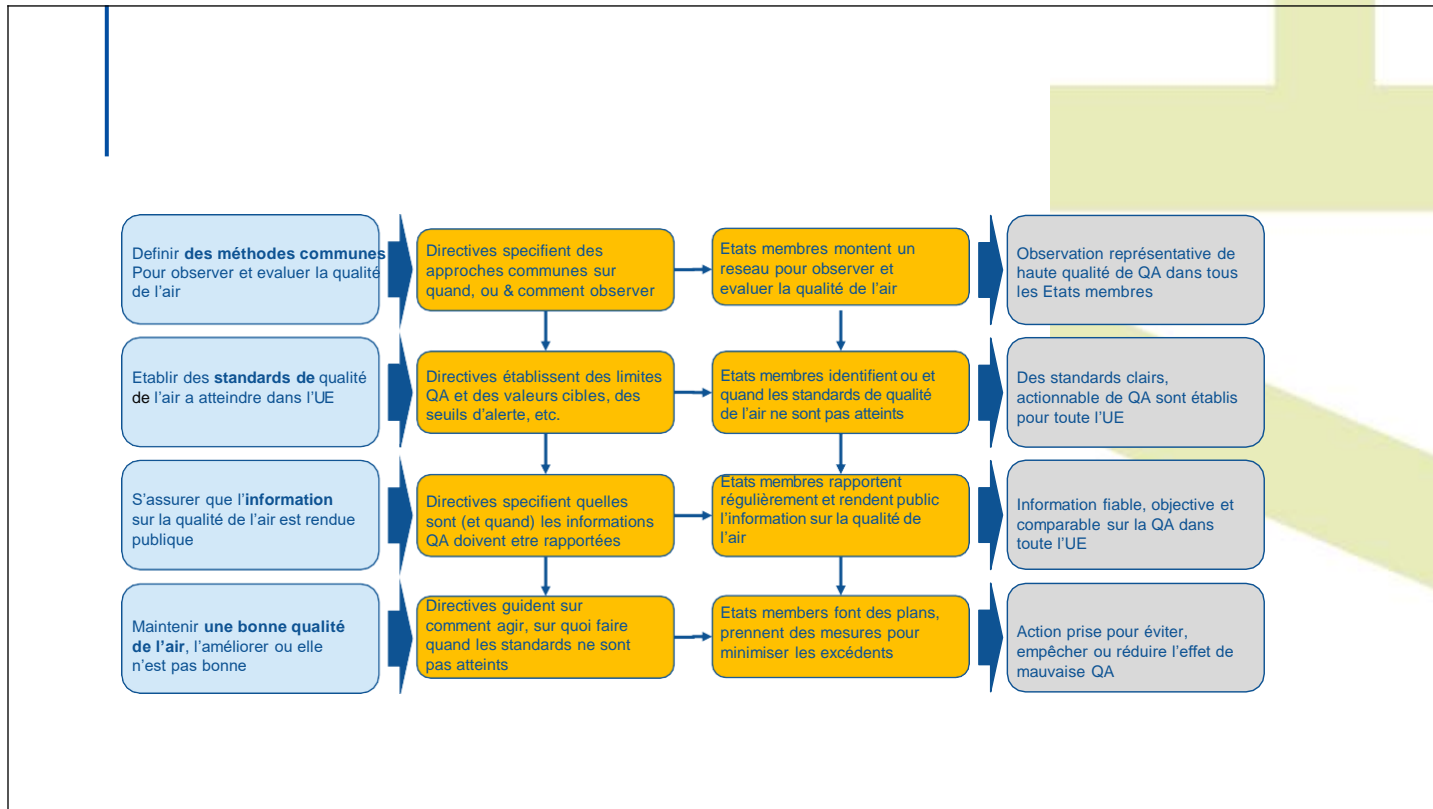 Definir des méthodes communes
Pour observer et evaluer la qualité
de l'air
Directives specifient des
approches communes sur
quand, ou & comment observer
Etats membres montent un
reseau pour observer et
evaluer la qualité de l'air
Observation représentative de
haute qualité de QA dans tous
les Etats membres
Etablir des standards de qualité
de l'air a atteindre dans l'UE
Directives établissent des limites
QA et des valeurs cibles, des
seuils d'alerte, etc.
Etats membres identifient ou et
quand les standards de qualité
de l'air ne sont pas atteints
Des standards clairs,
actionnable de QA sont établis
pour toute l'UE
S'assurer que l'information
sur la qualité de l'air est rendue
publique
Directives specifient quelles
sont (et quand) les informations
QA doivent etre rapportées
Etats membres rapportent
régulièrement et rendent public
l'information sur la qualité de
l'air
Information fiable, objective et
comparable sur la QA dans
toute l'UE
Maintenir une bonne qualité
de l'air, l'améliorer ou elle
n'est pas bonne
Directives guident sur
comment agir, sur quoi faire
quand les standards ne sont
pas atteints
Etats members font des plans,
prennent des mesures pour
minimiser les excédents
Action prise pour éviter,
empêcher ou réduire l'effet de
mauvaise QA